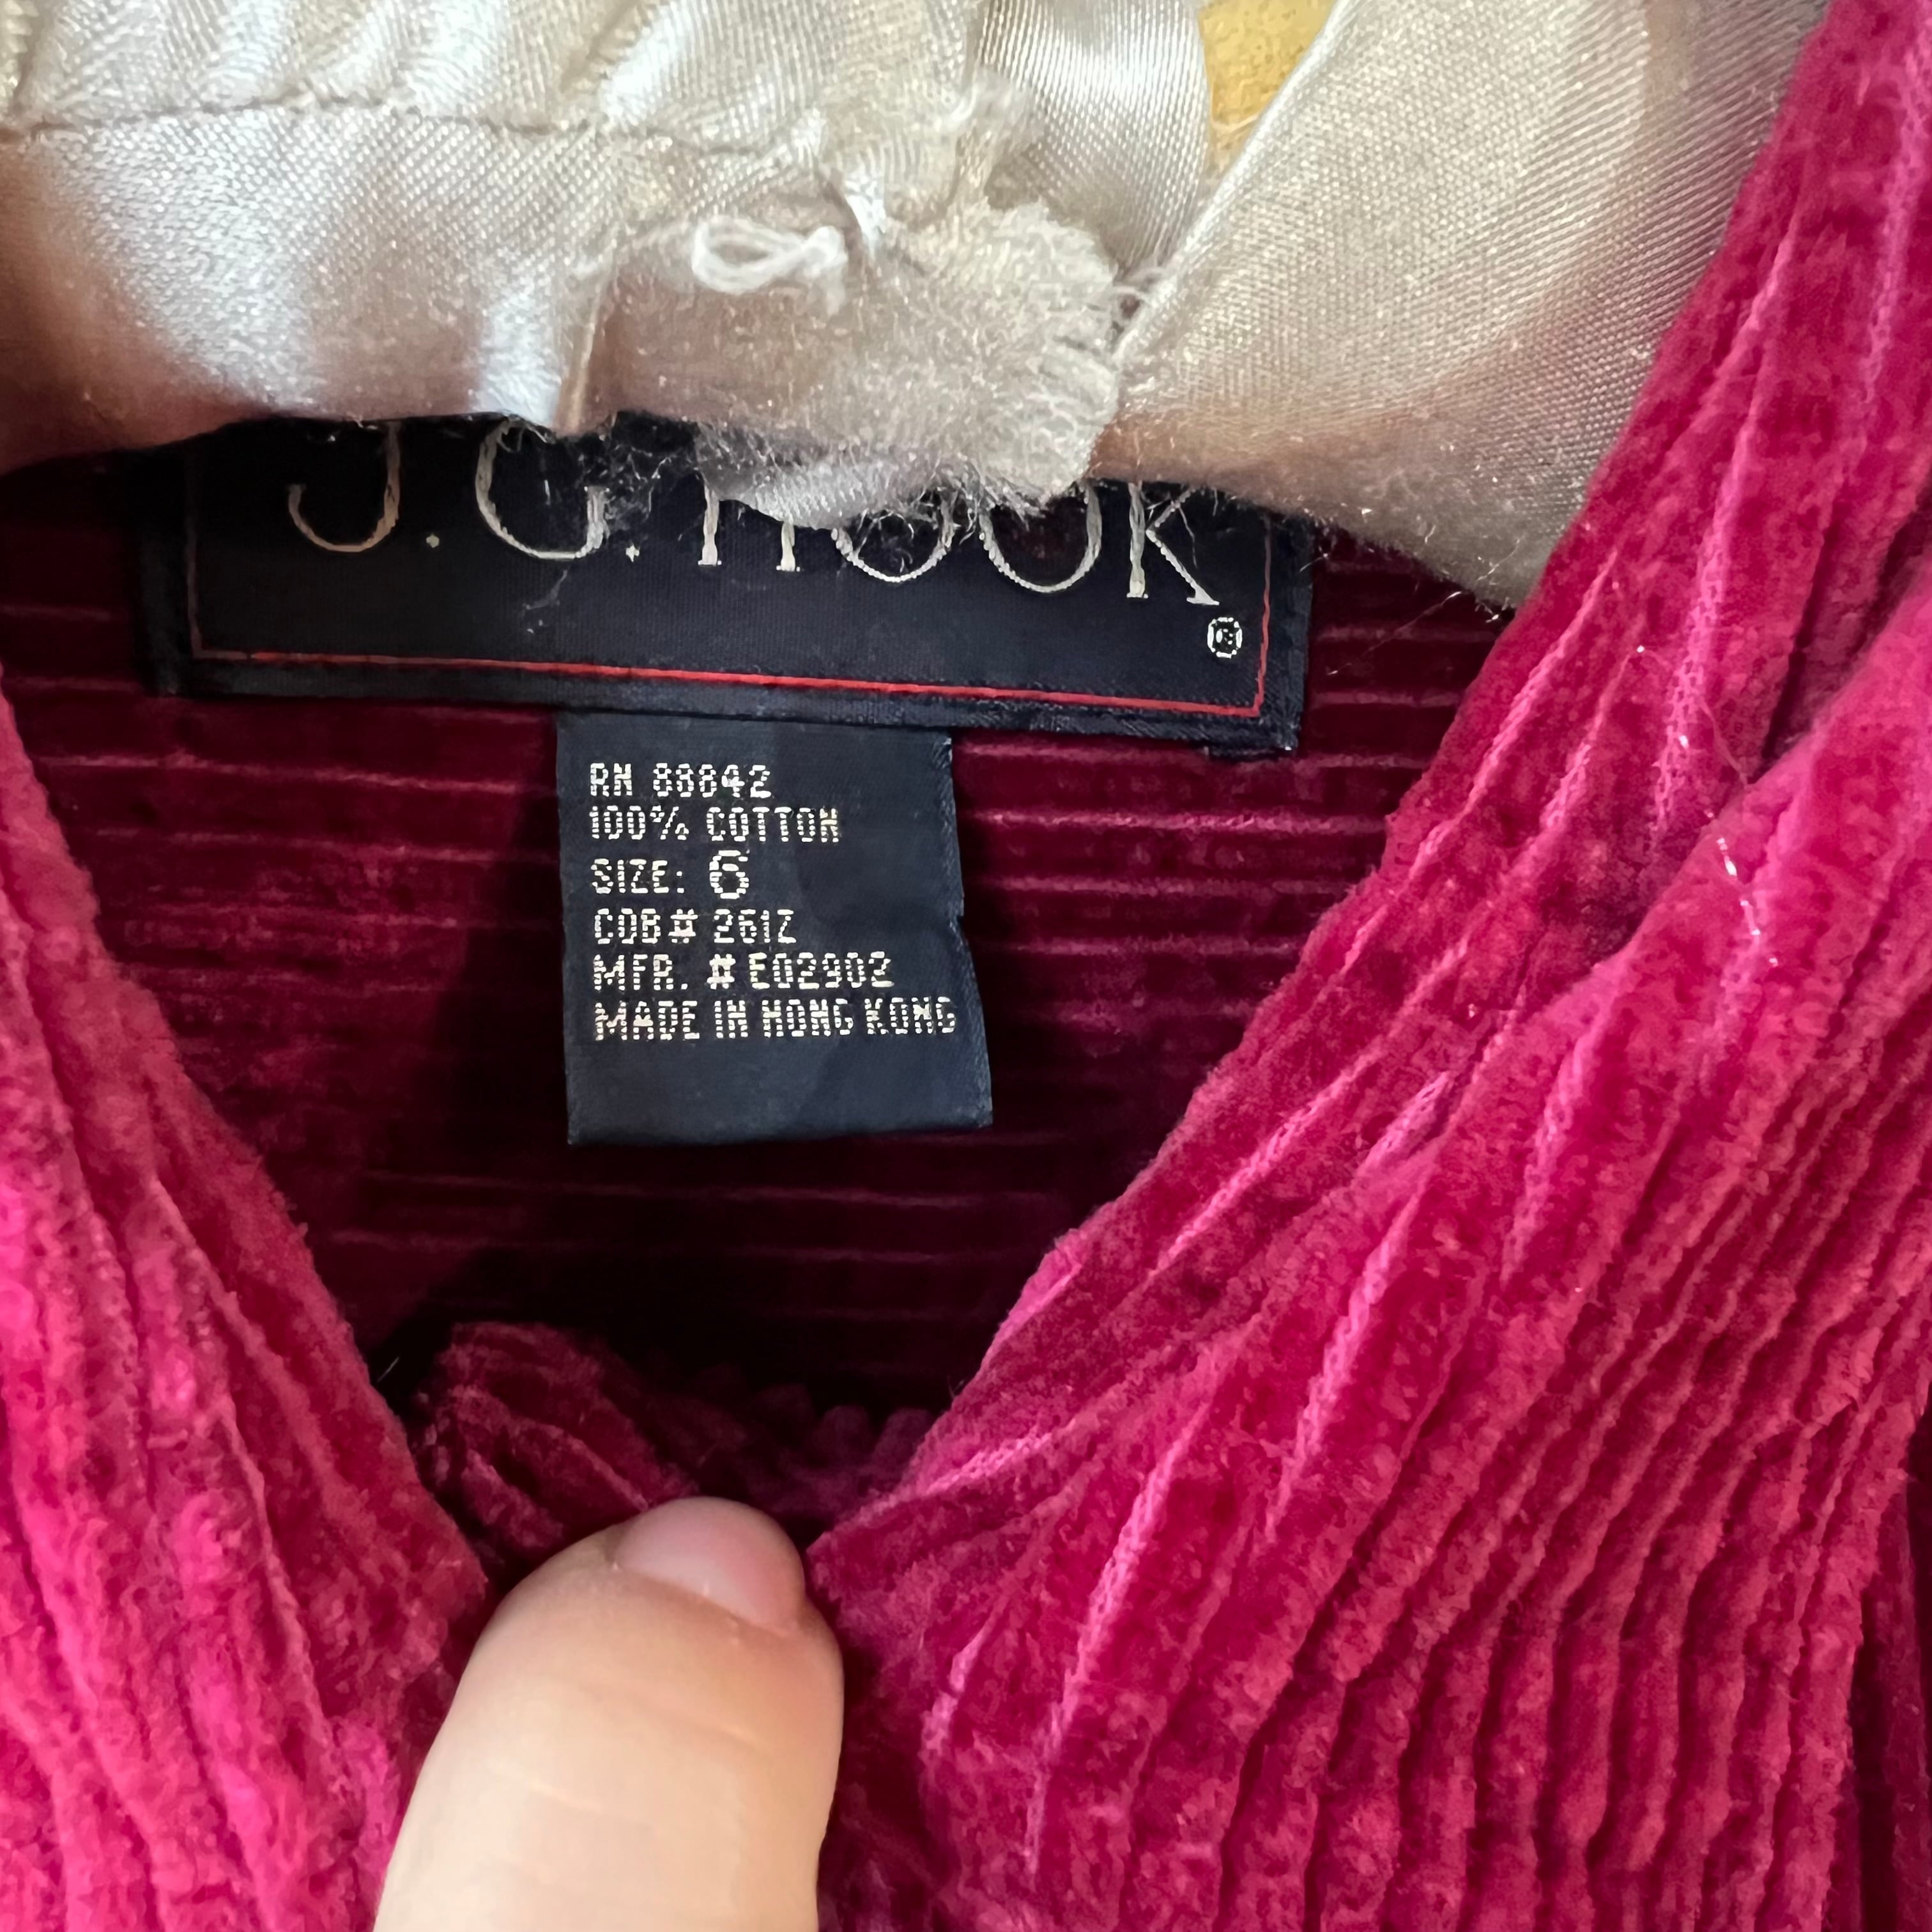 J.G. HOOK®
RN 88842
100% COTTON
SIZE: 6
COB# 261Z
MFR. # E02902
MADE IN HONG KONG